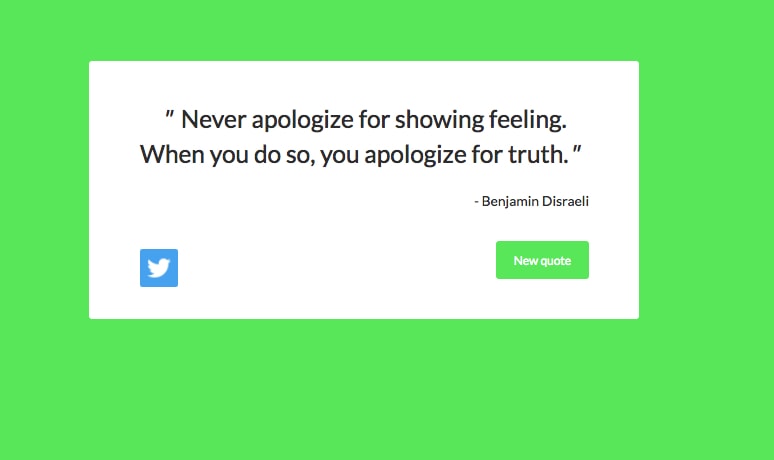 " Never apologize for showing feeling.
When you do so, you apologize for truth. "
- Benjamin Disraeli
New quote